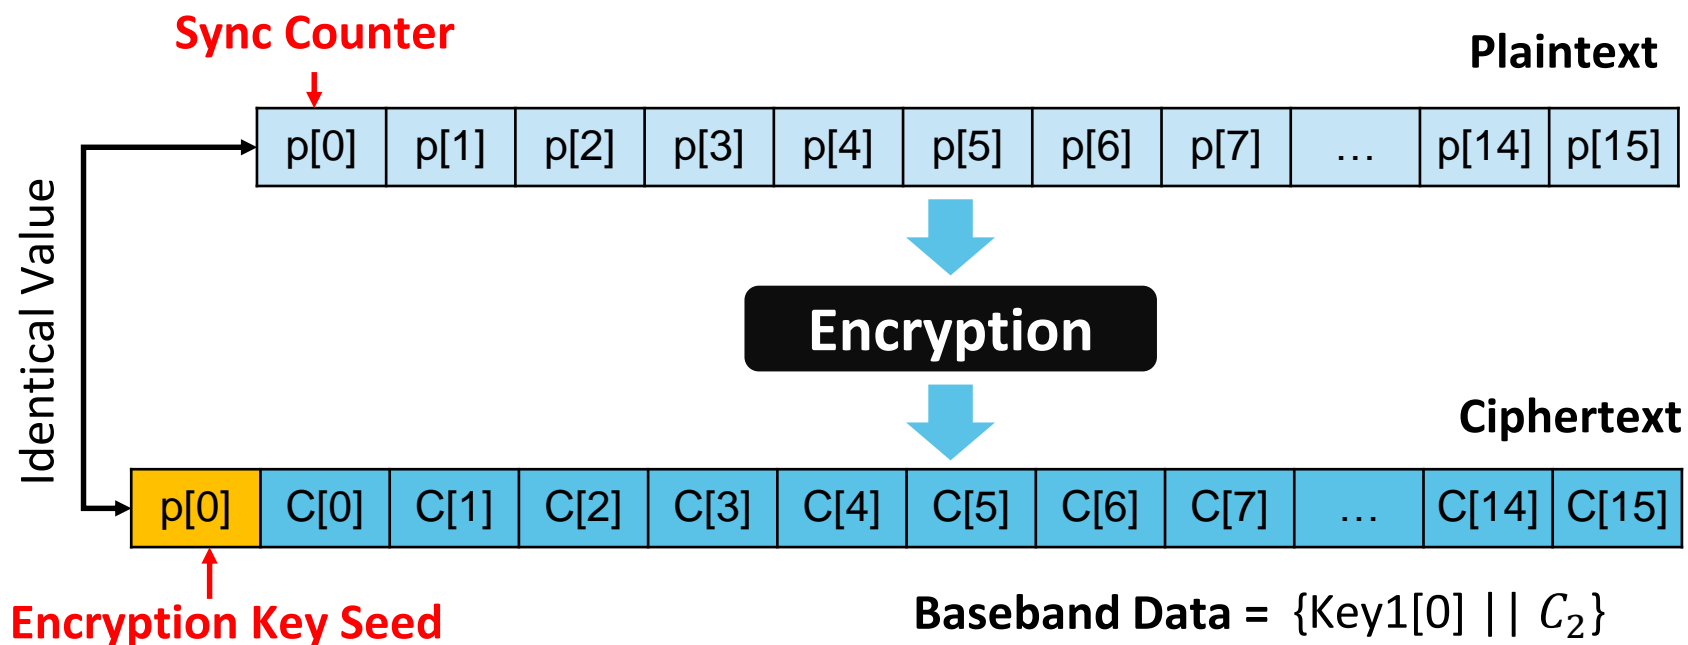 Sync Counter
Plaintext
p[0] p[1] p[2] p[3] p[4] p[5] p[6] p[7] ... p[14] p[15]
Identical Value
Encryption
Ciphertext
p[0] C[0] C[1] C[2] C[3] C[4] C[5] C[6] C[7] ... C[14] C[15]
Encryption Key Seed
Baseband Data = {Key1[0] || C₂}